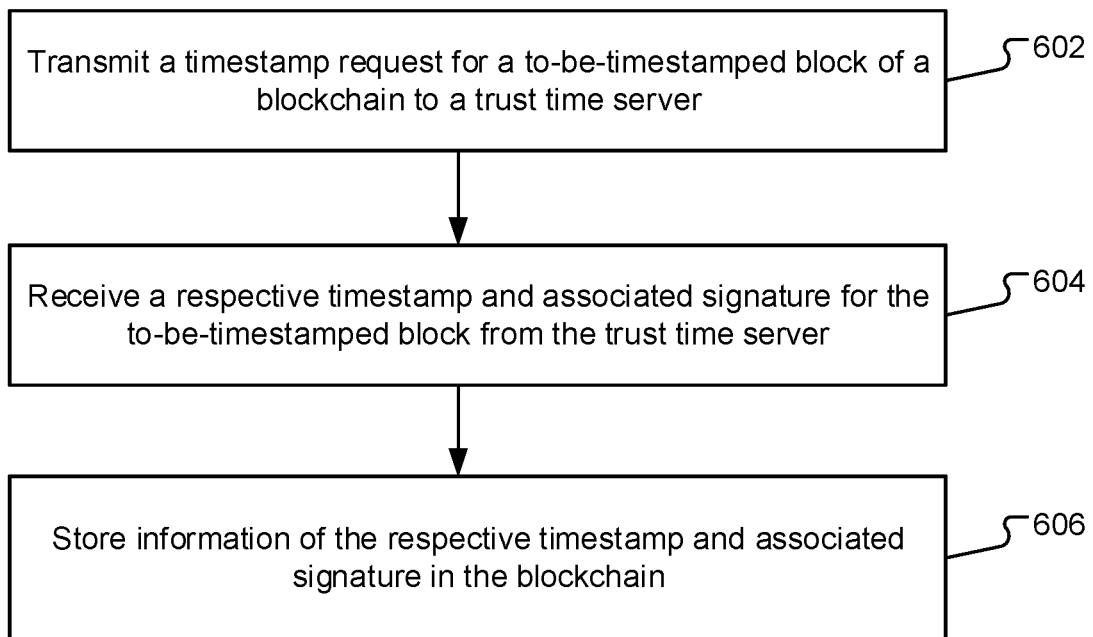 Transmit a timestamp request for a to-be-timestamped block of a
blockchain to a trust time server
602
Receive a respective timestamp and associated signature for the
to-be-timestamped block from the trust time server
604
Store information of the respective timestamp and associated
signature in the blockchain
606